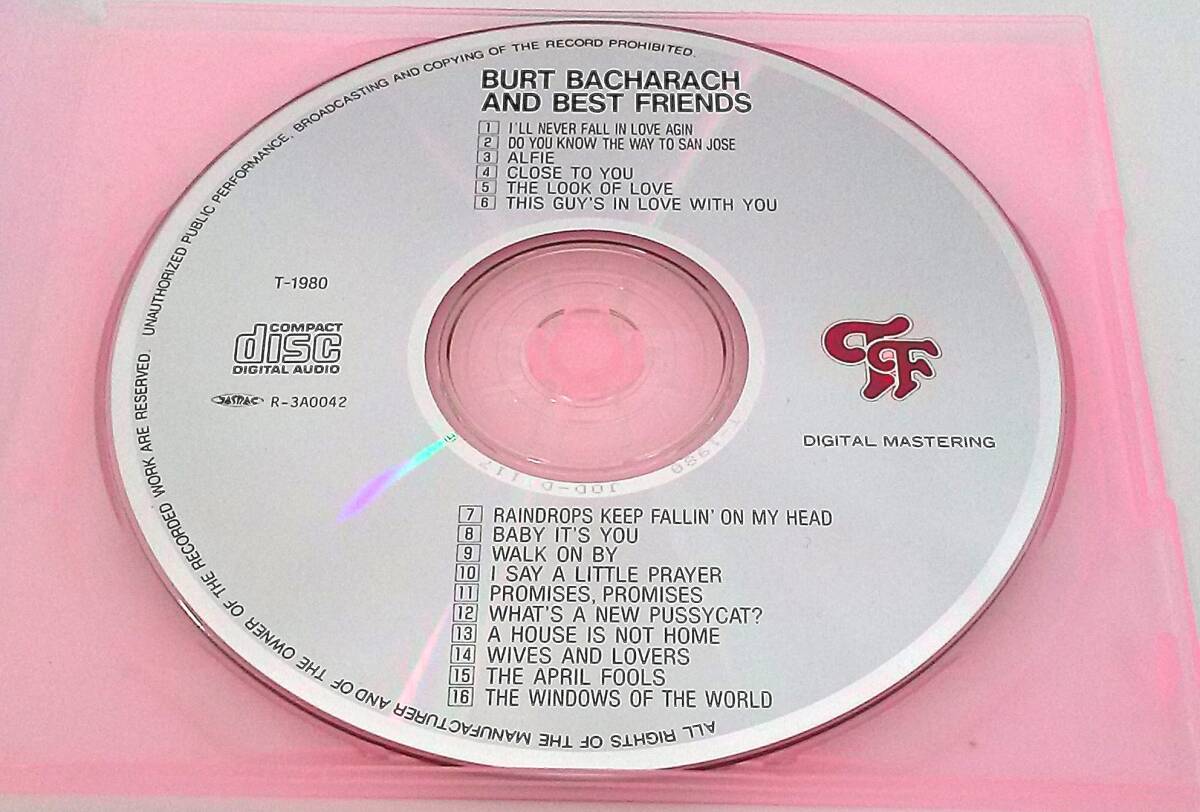 UNAUTHORIZED PUBLIC PERFORMANCE. BROADCASTING AND COPYING OF THE RECORD PROHIBITED.
BURT BACHARACH
AND BEST FRIENDS
1 I'LL NEVER FALL IN LOVE AGIN
2 DO YOU KNOW THE WAY TO SAN JOSE
3 ALFIE
4 CLOSE TO YOU
5 THE LOOK OF LOVE
6 THIS GUY'S IN LOVE WITH YOU
T-1980
COMPACT
disc
DIGITAL AUDIO
JASRAC R-3A0042
DIGITAL MASTERING
T-1980
7 RAINDROPS KEEP FALLIN' ON MY HEAD
8 BABY IT'S YOU
9 WALK ON BY
10 I SAY A LITTLE PRAYER
11 PROMISES, PROMISES
12 WHAT'S A NEW PUSSYCAT?
13 A HOUSE IS NOT HOME
14 WIVES AND LOVERS
15 THE APRIL FOOLS
16 THE WINDOWS OF THE WORLD
ALL RIGHTS OF THE MANUFACTURER AND OF THE OWNER OF THE RECORDED WORK ARE RESERVED.